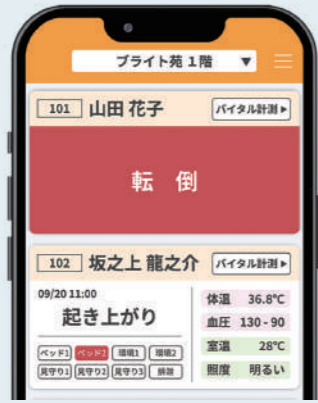 ブライト苑 1階 ▼
101 山田 花子 バイタル計測▶
転 倒
102 坂之上 龍之介 バイタル計測▶
09/20 11:00
起き上がり
体温 36.8℃
血圧 130 - 90
室温 28℃
照度 明るい
ベッド1 ベッド2 環境1 環境2
見守り1 見守り2 見守り3 排泄